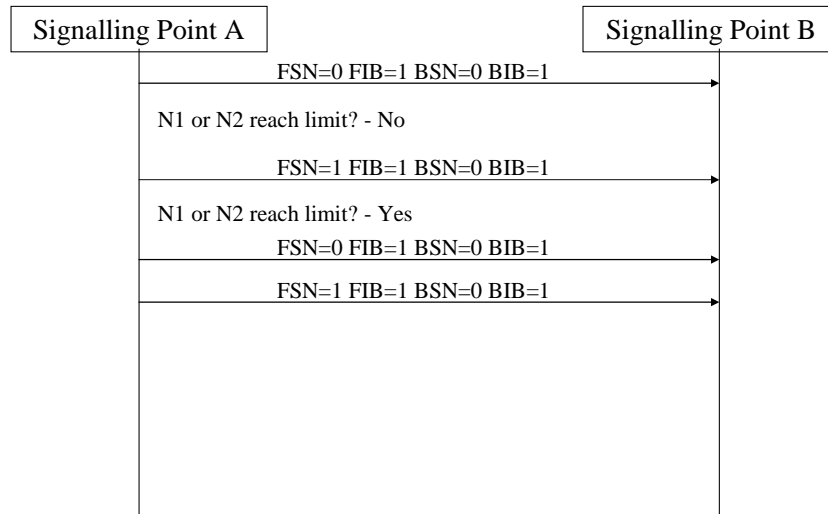 Signalling Point A
Signalling Point B
FSN=0 FIB=1 BSN=0 BIB=1
N1 or N2 reach limit? - No
FSN=1 FIB=1 BSN=0 BIB=1
N1 or N2 reach limit? - Yes
FSN=0 FIB=1 BSN=0 BIB=1
FSN=1 FIB=1 BSN=0 BIB=1